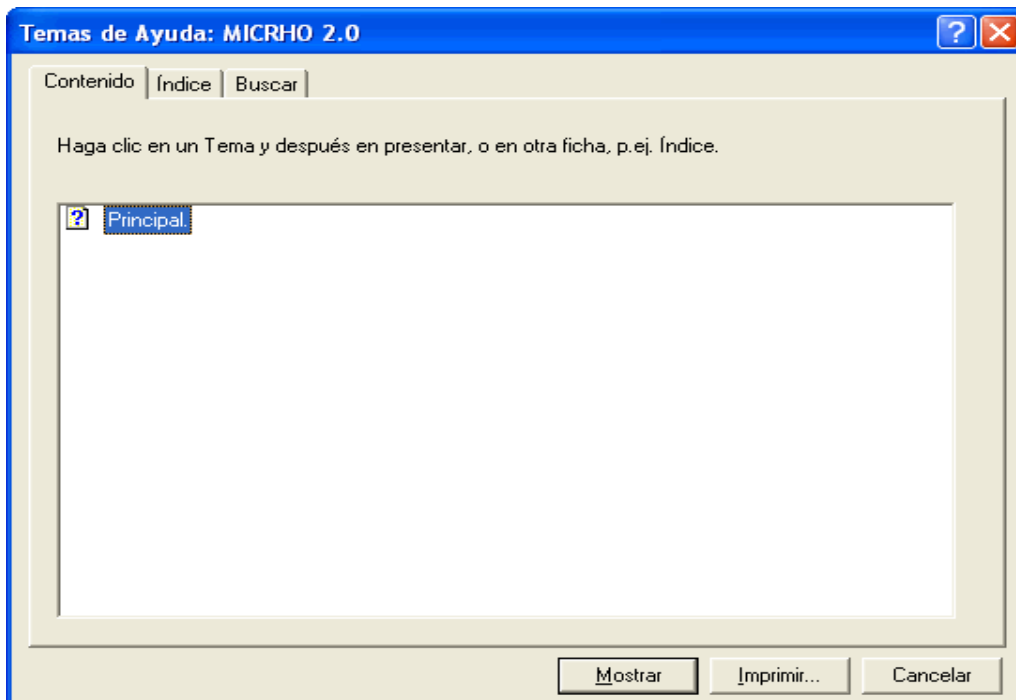 Temas de Ayuda: MICRHO 2.0
Contenido Índice Buscar
Haga clic en un Tema y después en presentar, o en otra ficha, p.ej. Índice.
Principal.
Mostrar Imprimir... Cancelar